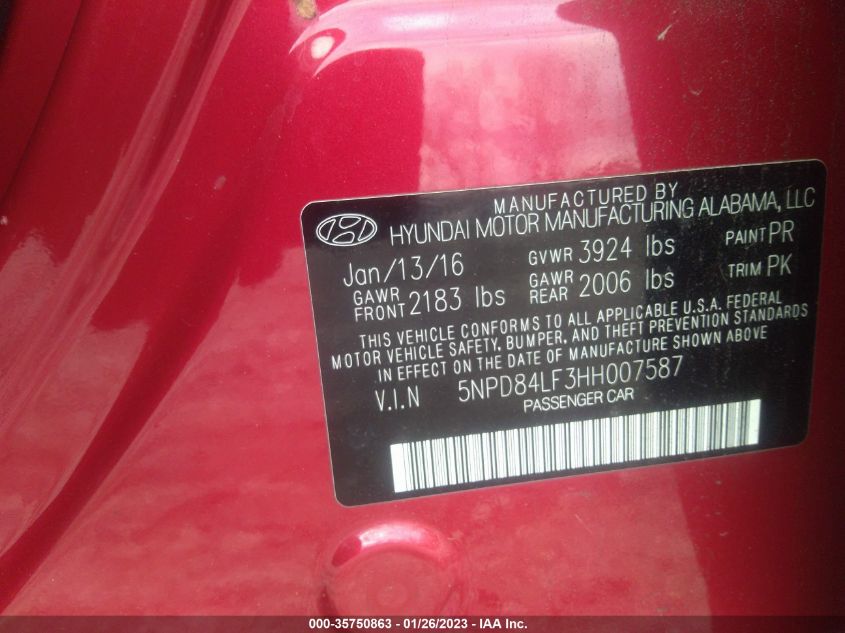 MANUFACTURED BY
HYUNDAI MOTOR MANUFACTURING ALABAMA, LLC
Jan/13/16 GVWR 3924 lbs PAINT PR
GAWR FRONT 2183 lbs GAWR REAR 2006 lbs TRIM PK
THIS VEHICLE CONFORMS TO ALL APPLICABLE U.S.A. FEDERAL
MOTOR VEHICLE SAFETY, BUMPER, AND THEFT PREVENTION STANDARDS
IN EFFECT ON THE DATE OF MANUFACTURE SHOWN ABOVE
V.I.N 5NPD84LF3HH007587
PASSENGER CAR
000-35750863 - 01/26/2023 - IAA Inc.